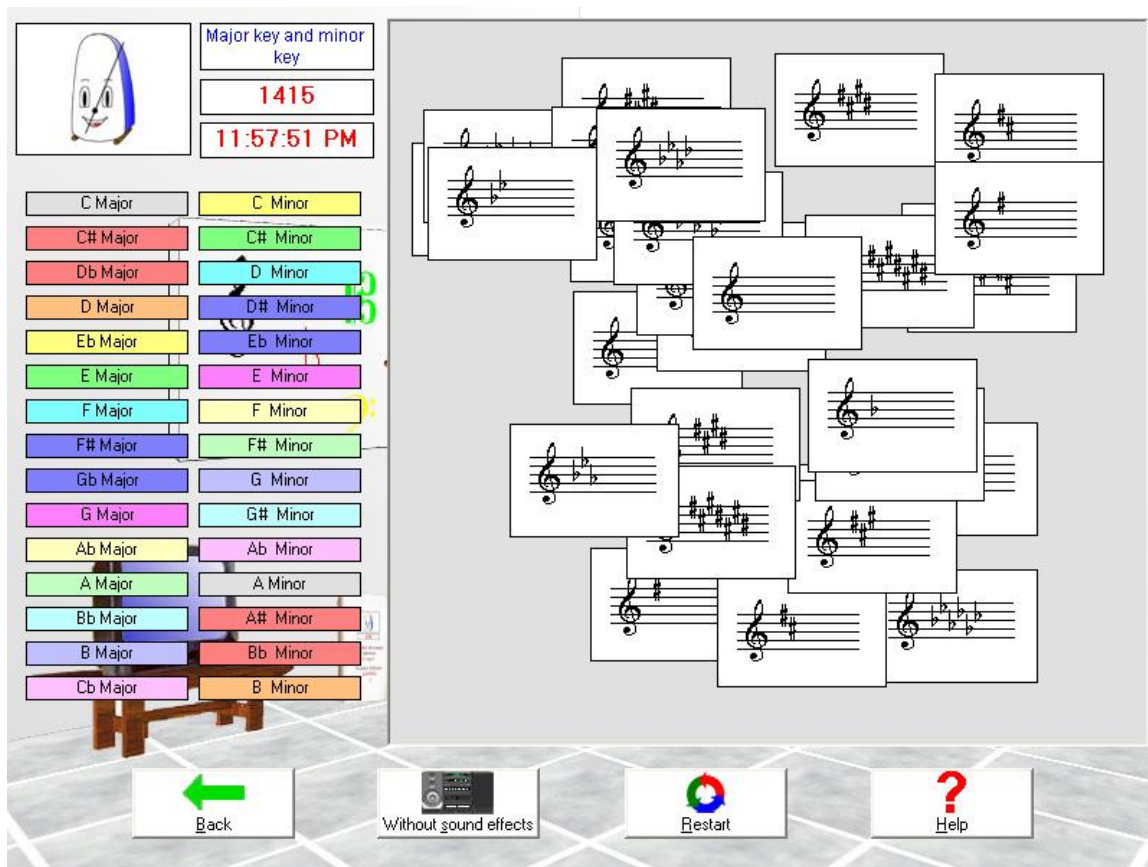 Major key and minor
key
1415
11:57:51 PM
C Major
C Minor
C# Major
C# Minor
Db Major
D Minor
D Major
D# Minor
Eb Major
Eb Minor
E Major
E Minor
F Major
F Minor
F# Major
F# Minor
Gb Major
G Minor
G Major
G# Minor
Ab Major
Ab Minor
A Major
A Minor
Bb Major
A# Minor
B Major
Bb Minor
Cb Major
B Minor
Back
Without sound effects
Restart
? Help